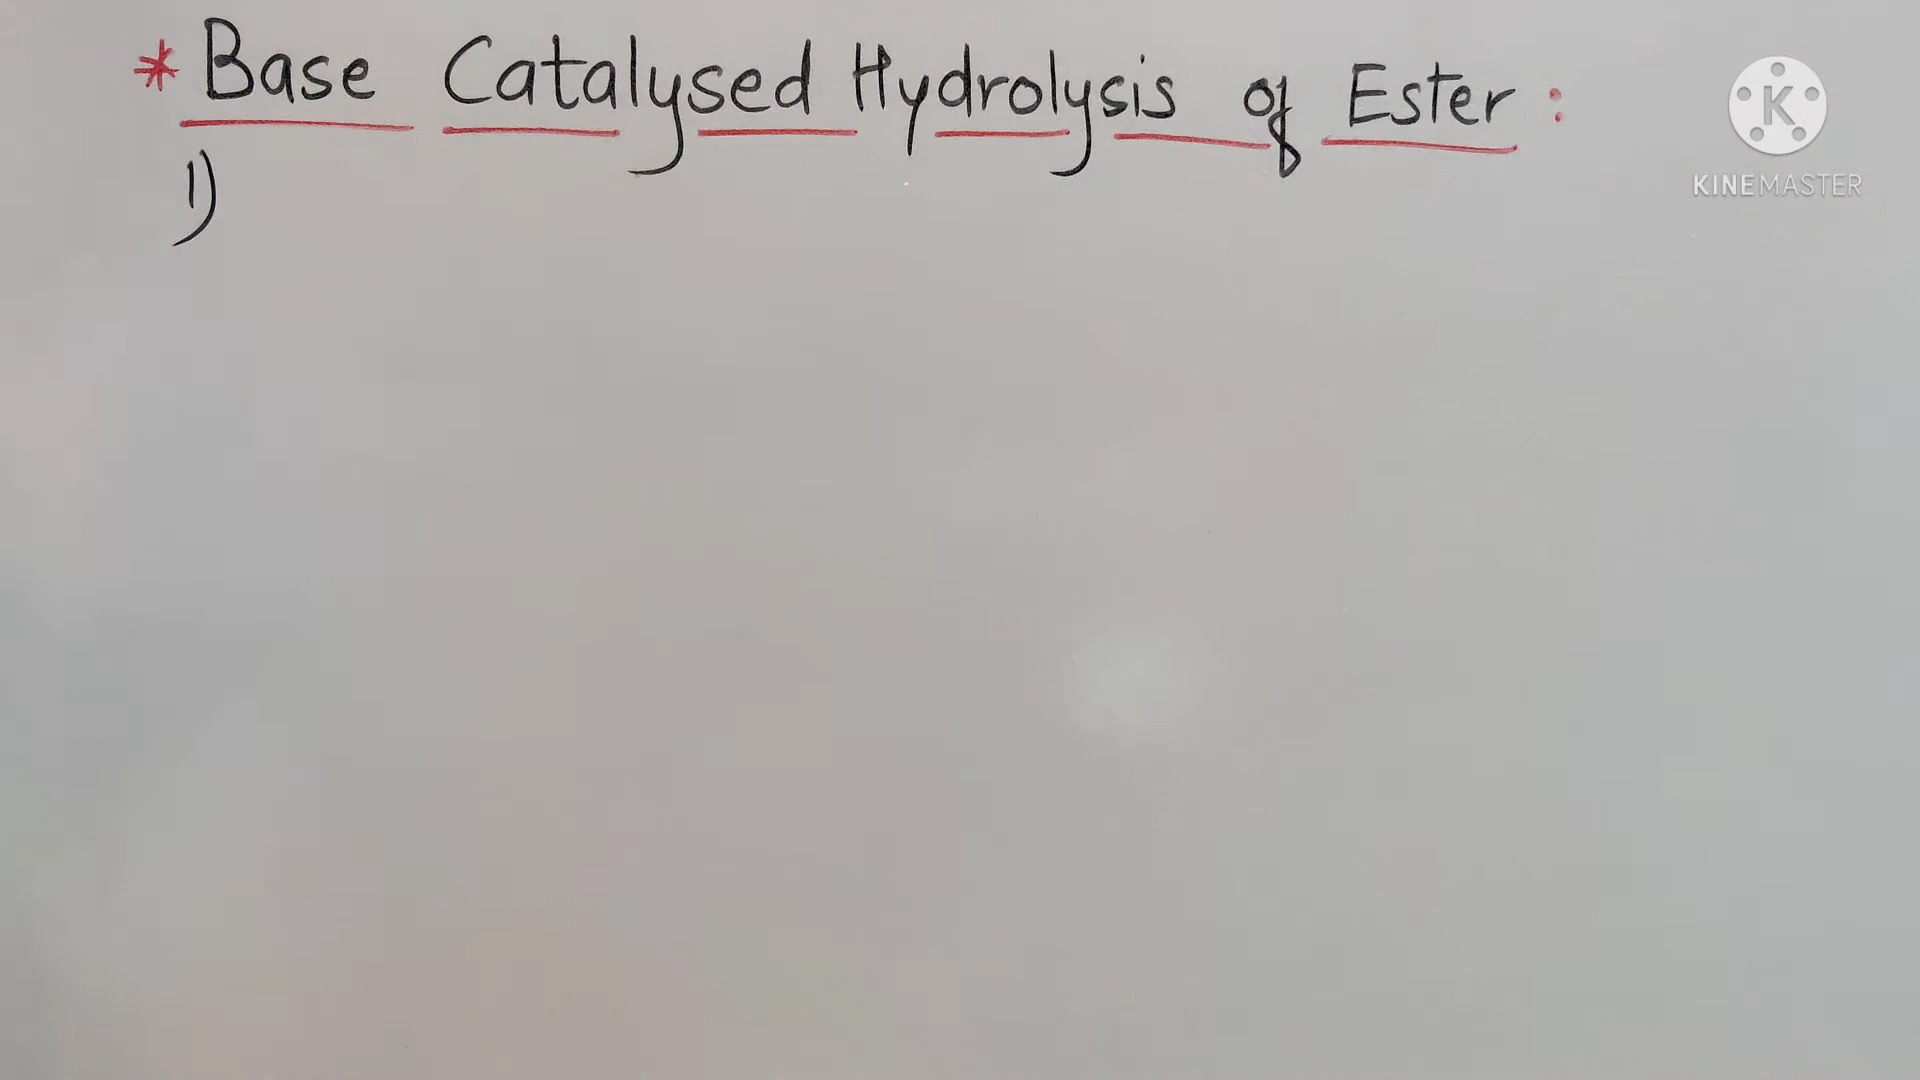 * Base Catalysed Hydrolysis of Ester :
1)
K
KINEMASTER